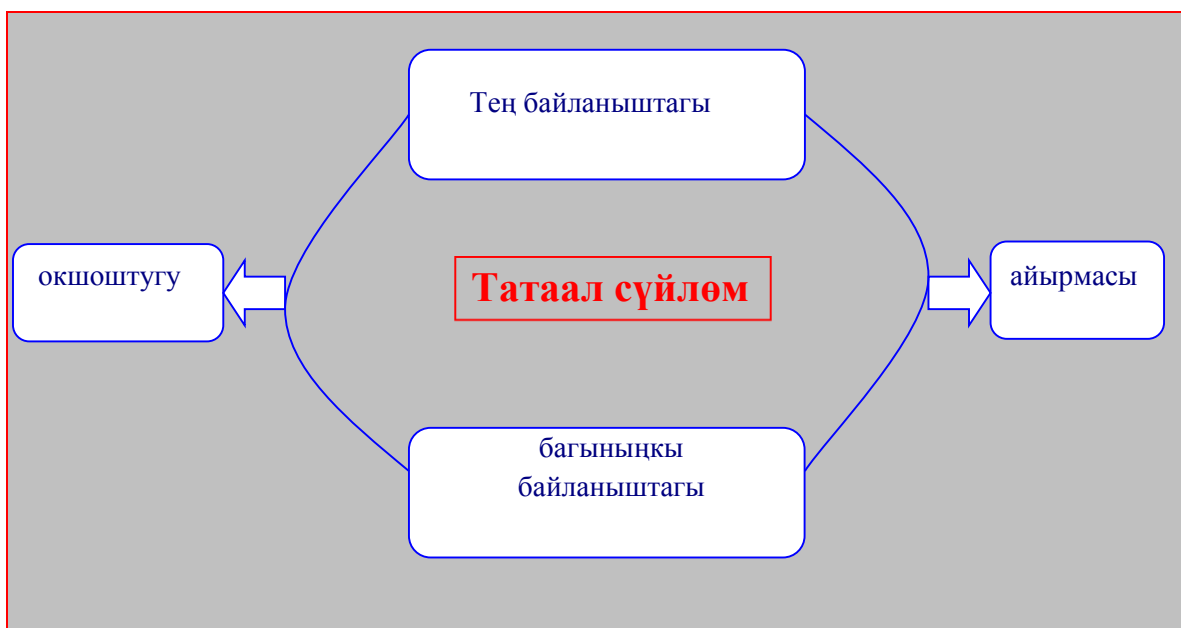 Тең байланыштагы
окшоштугу
Татаал сүйлөм
айырмасы
багыныңкы
байланыштагы